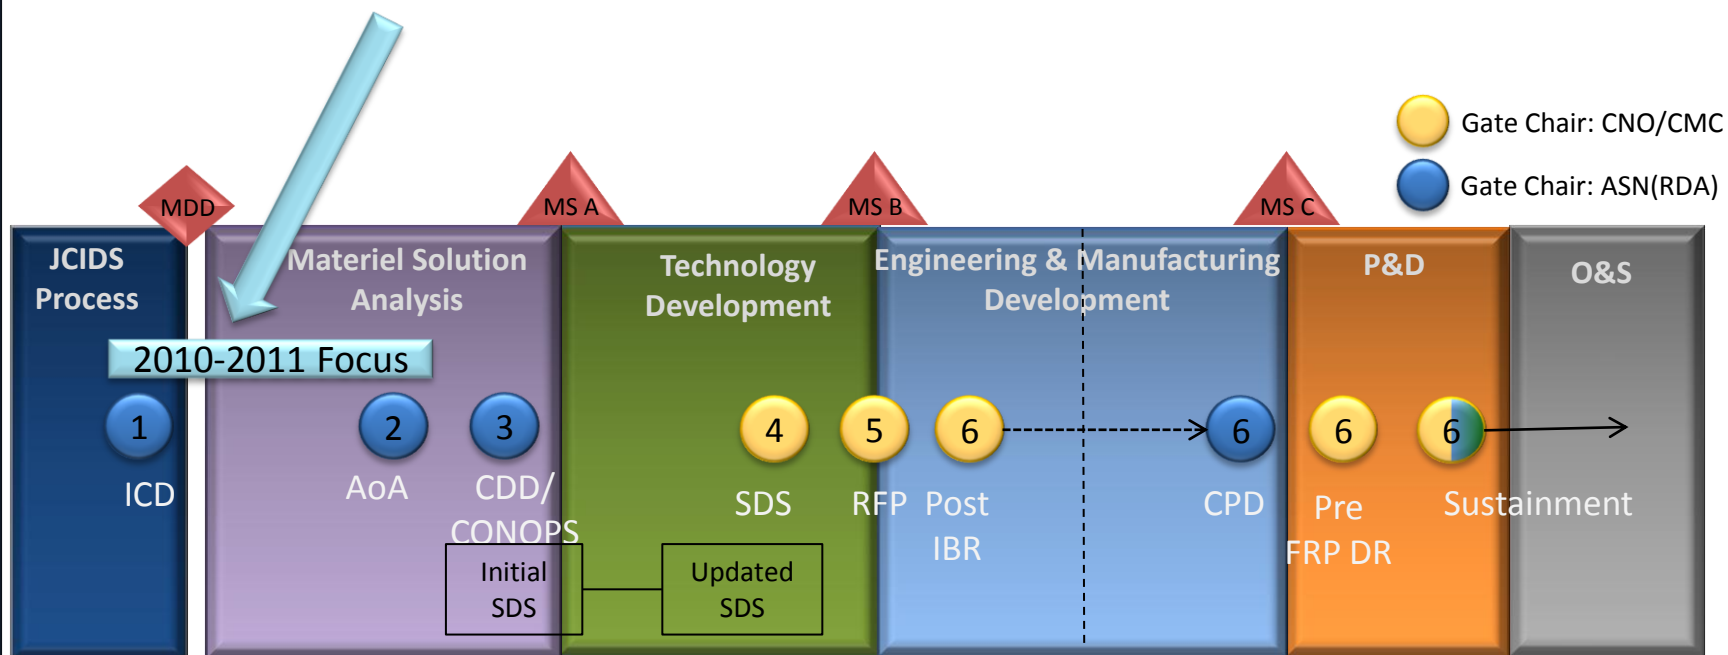 Gate Chair: CNO/CMC
Gate Chair: ASN(RDA)
MDD
MS A
MS B
MS C
JCIDS
Process
Materiel Solution
Analysis
Technology
Development
Engineering & Manufacturing
Development
P&D
O&S
2010-2011 Focus
1
2
3
4
5
6
6
6
6
ICD
AoA
CDD/
CONOPS
SDS
RFP
Post
IBR
CPD
Pre
FRP DR
Sustainment
Initial
SDS
Updated
SDS